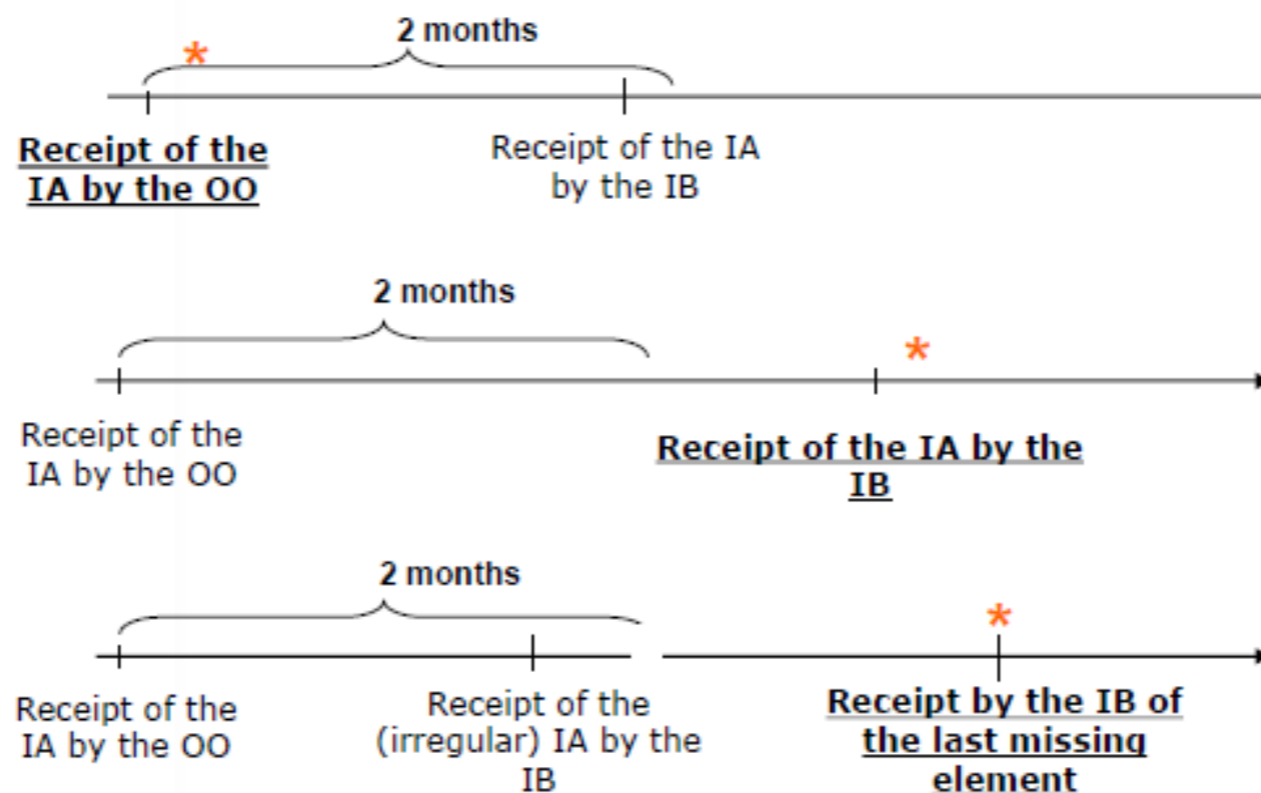 2 months
*
Receipt of the
IA by the OO
Receipt of the IA
by the IB
2 months
*
Receipt of the
IA by the OO
Receipt of the IA by the
IB
2 months
*
Receipt of the
IA by the OO
Receipt of the
(irregular) IA by the
IB
Receipt by the IB of
the last missing
element